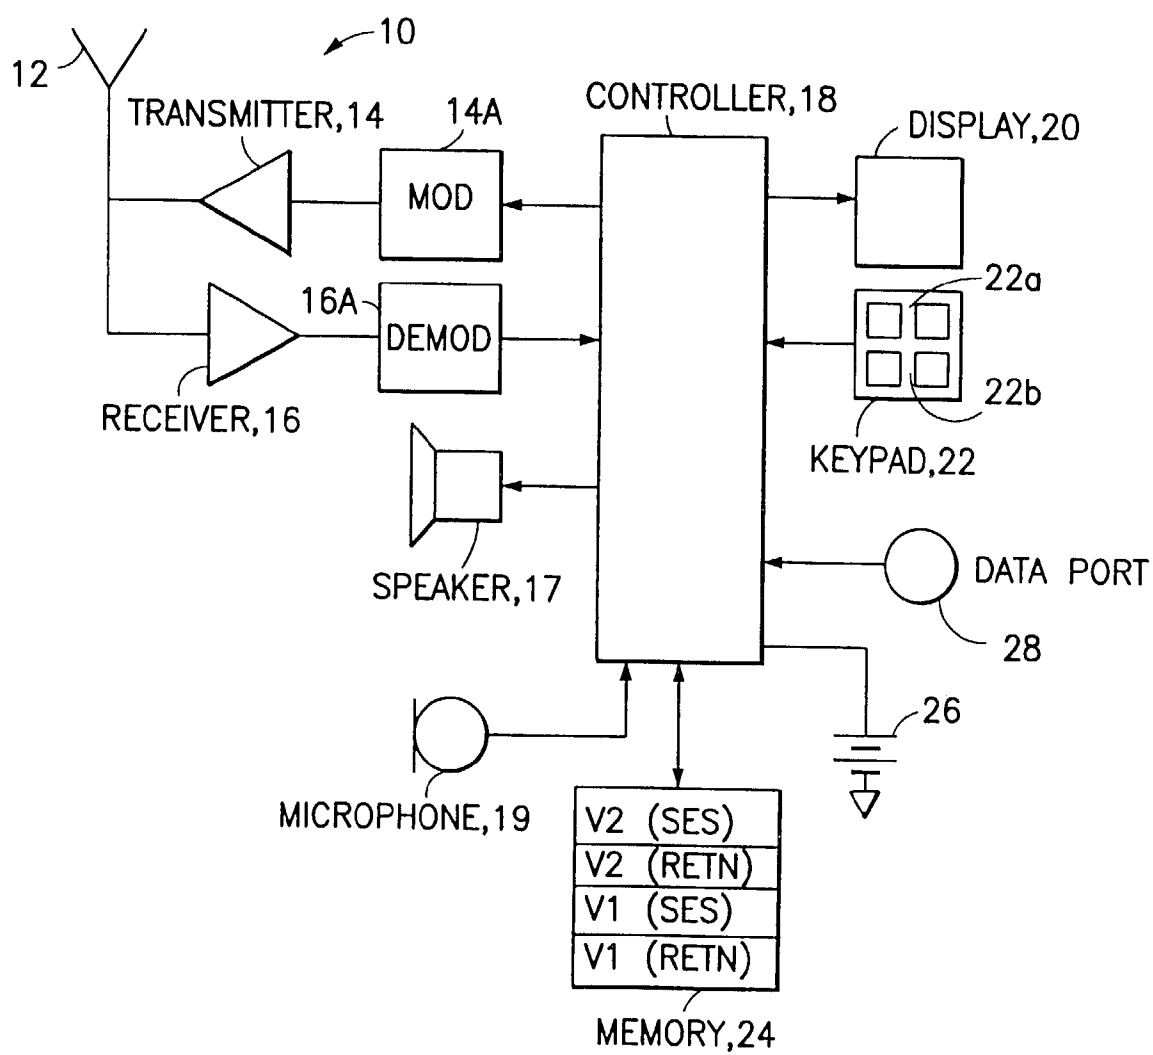 10
12
TRANSMITTER,14
14A
CONTROLLER,18
DISPLAY,20
MOD
22a
16A
DEMOD
22b
RECEIVER,16
KEYPAD,22
SPEAKER,17
DATA PORT
28
26
MICROPHONE,19
V2 (SES)
V2 (RETN)
V1 (SES)
V1 (RETN)
MEMORY,24